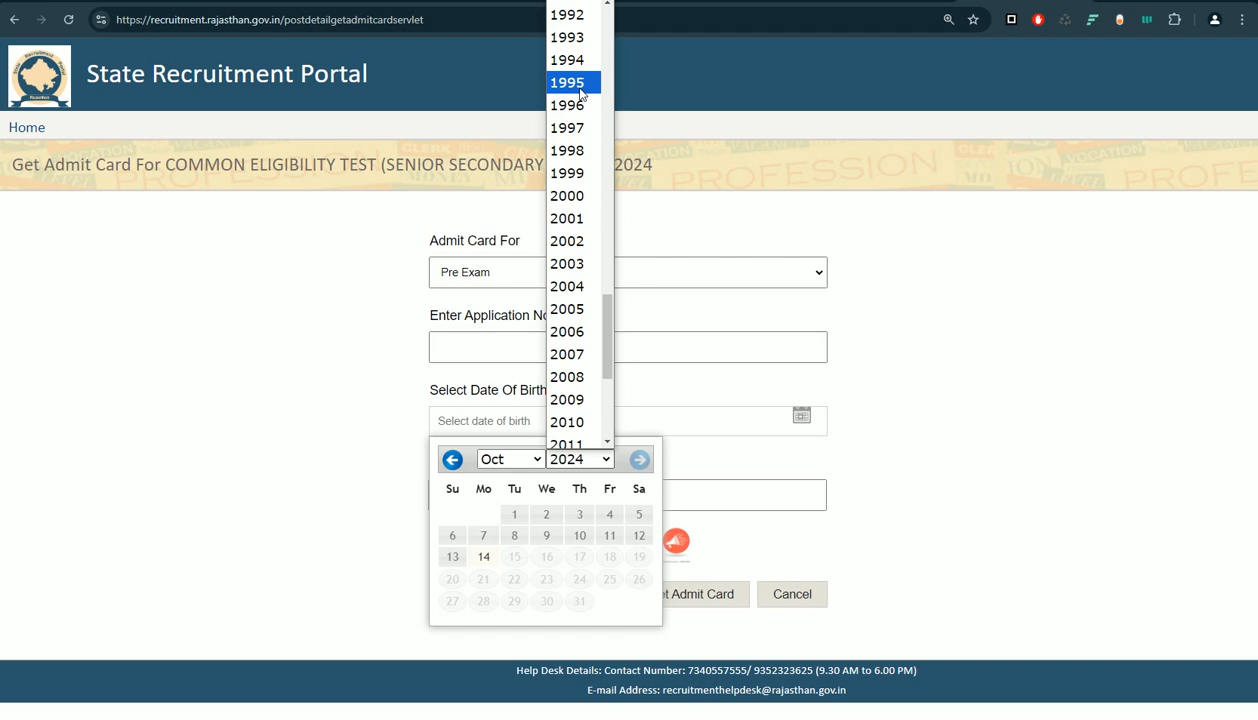 https://recruitment.rajasthan.gov.in/postdetailgetadmitcardservlet
State Recruitment Portal
Home
Get Admit Card For COMMON ELIGIBILITY TEST (SENIOR SECONDARY 2024
PROFESSION
VOCATION
CLERK
PROFESSION
1992
1993
1994
1995
1996
1997
1998
1999
2000
2001
2002
2003
2004
2005
2006
2007
2008
2009
2010
2011
Admit Card For
Pre Exam
Enter Application No
Select Date Of Birth
Select date of birth
Oct 2024
Su Mo Tu We Th Fr Sa
1 2 3 4 5
6 7 8 9 10 11 12
13 14 15 16 17 18 19
20 21 22 23 24 25 26
27 28 29 30 31
et Admit Card Cancel
Help Desk Details: Contact Number: 7340557555/ 9352323625 (9.30 AM to 6.00 PM)
E-mail Address: recruitmenthelpdesk@rajasthan.gov.in